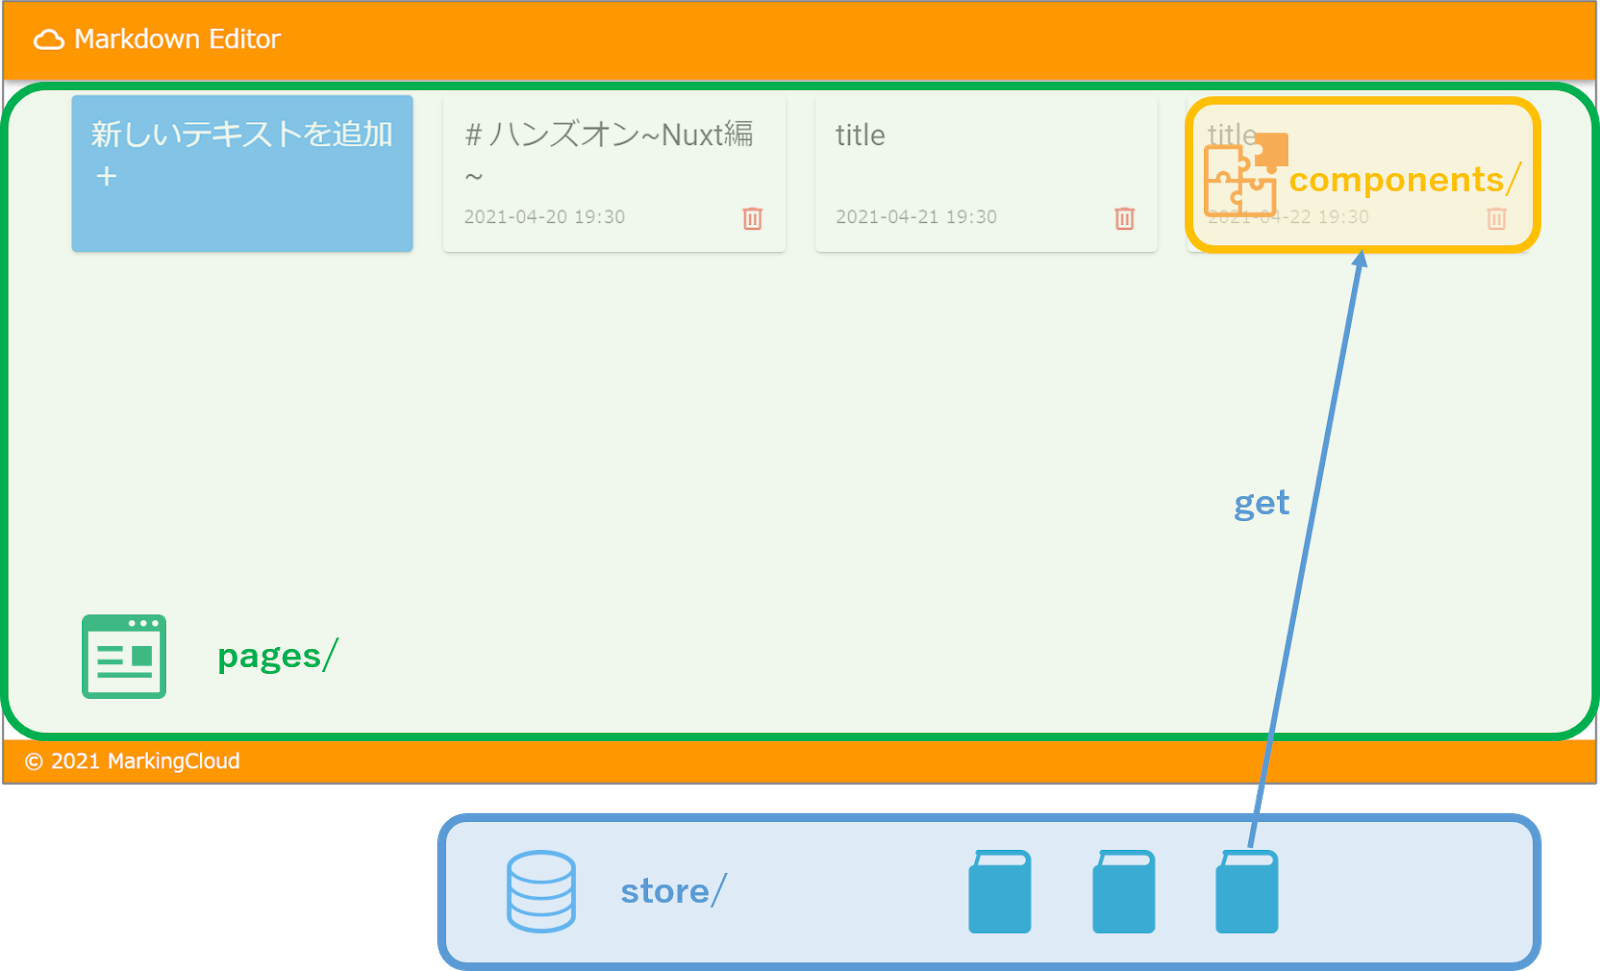 Markdown Editor
新しいテキストを追加
+
# ハンズオン~Nuxt編
~
2021-04-20 19:30
title
2021-04-21 19:30
title
components/
2021-04-22 19:30
get
pages/
© 2021 MarkingCloud
store/